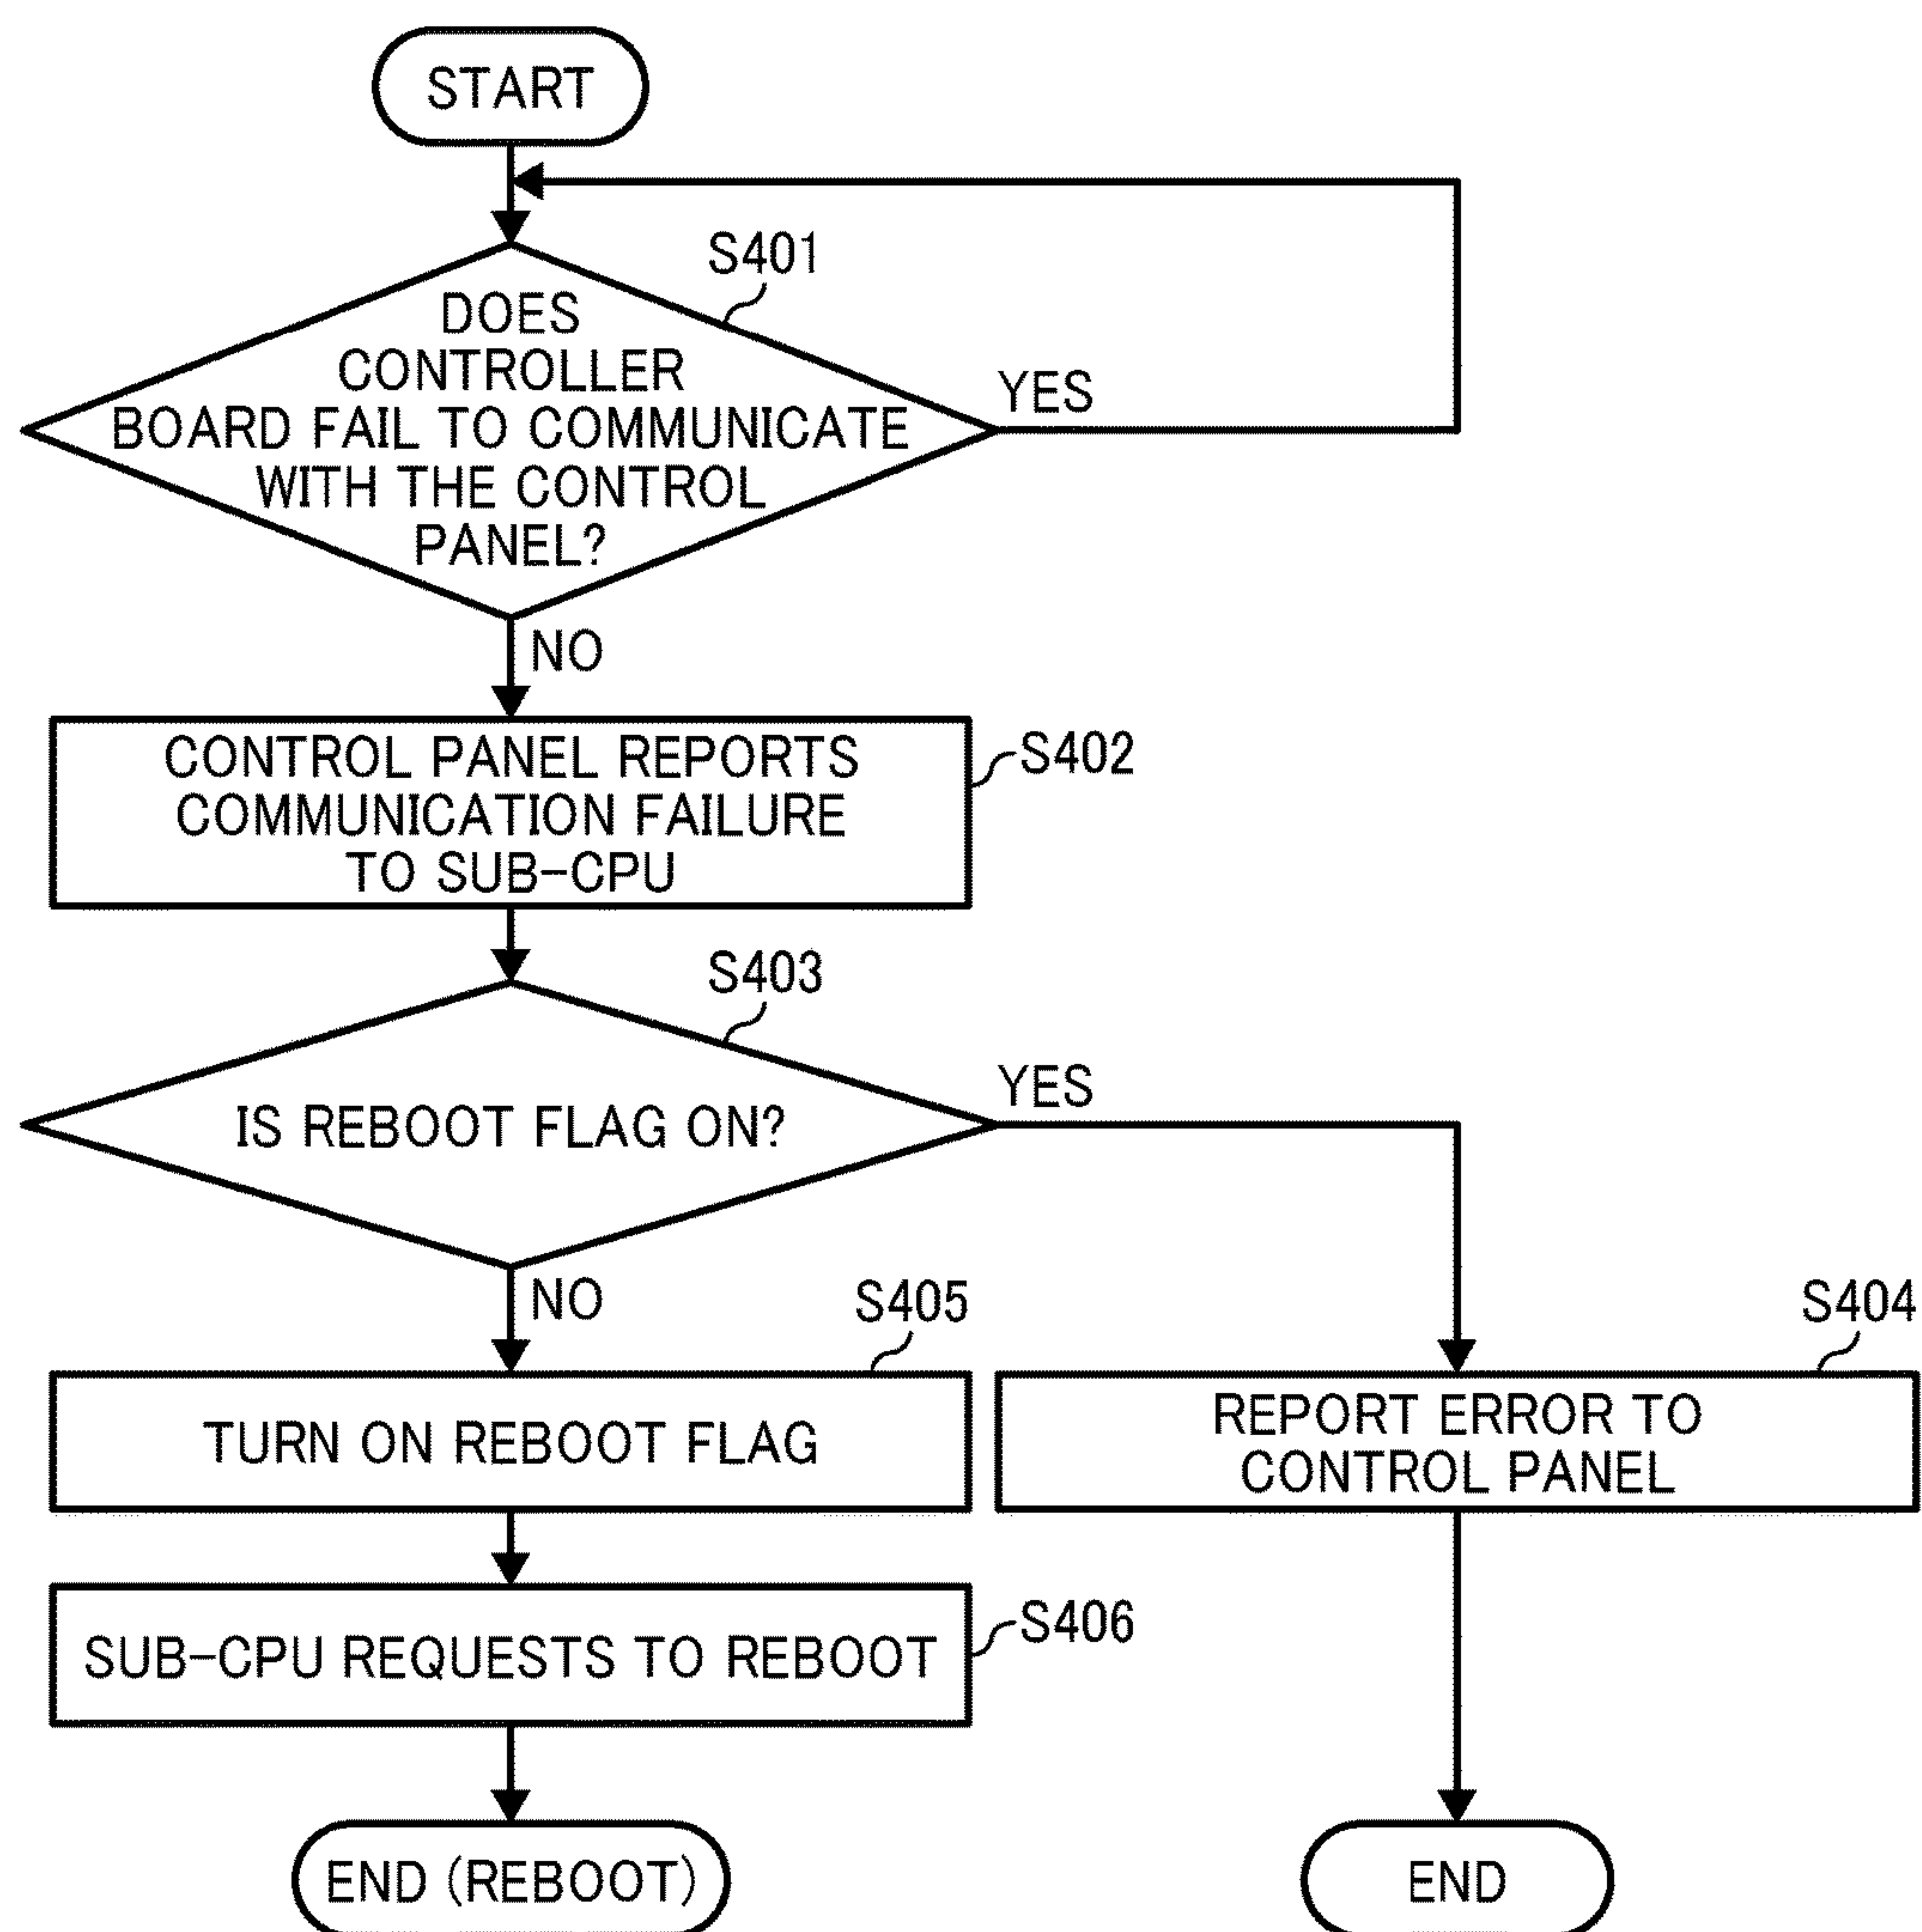 START
S401
DOES
CONTROLLER
BOARD FAIL TO COMMUNICATE
WITH THE CONTROL
PANEL?
YES
NO
CONTROL PANEL REPORTS
COMMUNICATION FAILURE
TO SUB-CPU
S402
S403
IS REBOOT FLAG ON?
YES
NO
S405
S404
TURN ON REBOOT FLAG
REPORT ERROR TO
CONTROL PANEL
SUB-CPU REQUESTS TO REBOOT
S406
END (REBOOT)
END